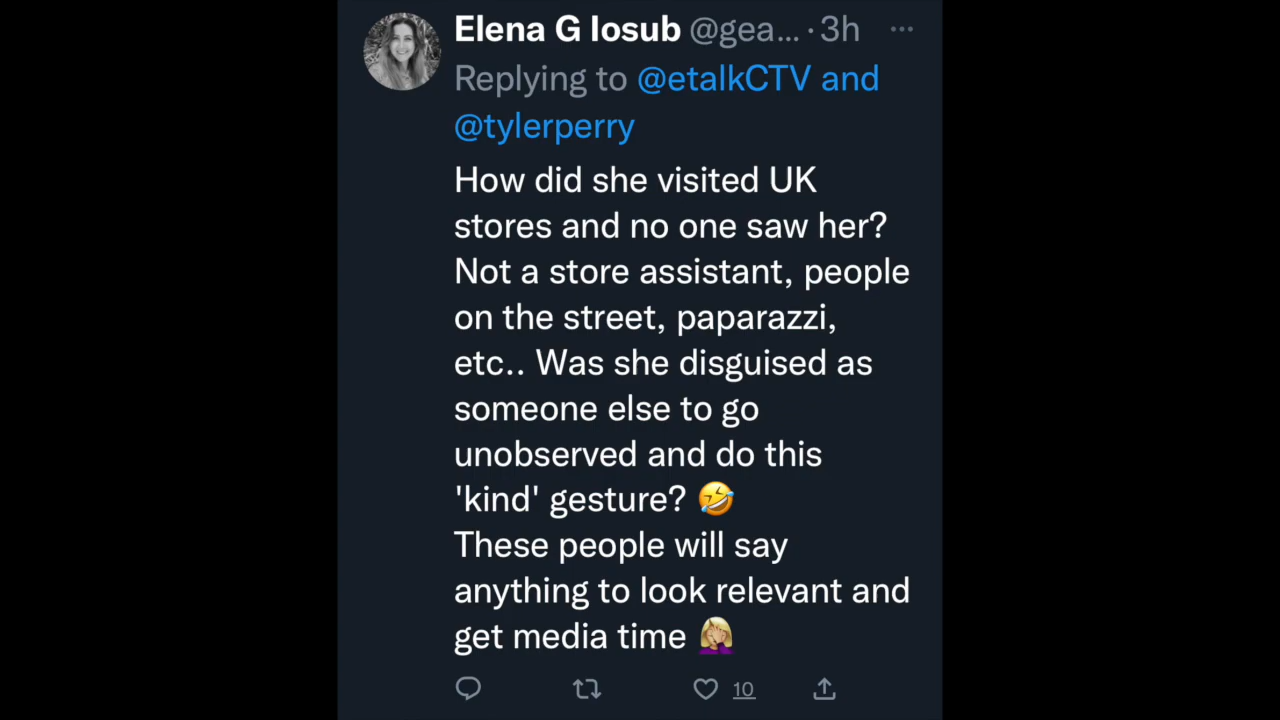 Elena G Iosub @gea... · 3h
Replying to @etalkCTV and
@tylerperry
How did she visited UK
stores and no one saw her?
Not a store assistant, people
on the street, paparazzi,
etc.. Was she disguised as
someone else to go
unobserved and do this
'kind' gesture? 🤣
These people will say
anything to look relevant and
get media time 🤦🏼‍♀️
10